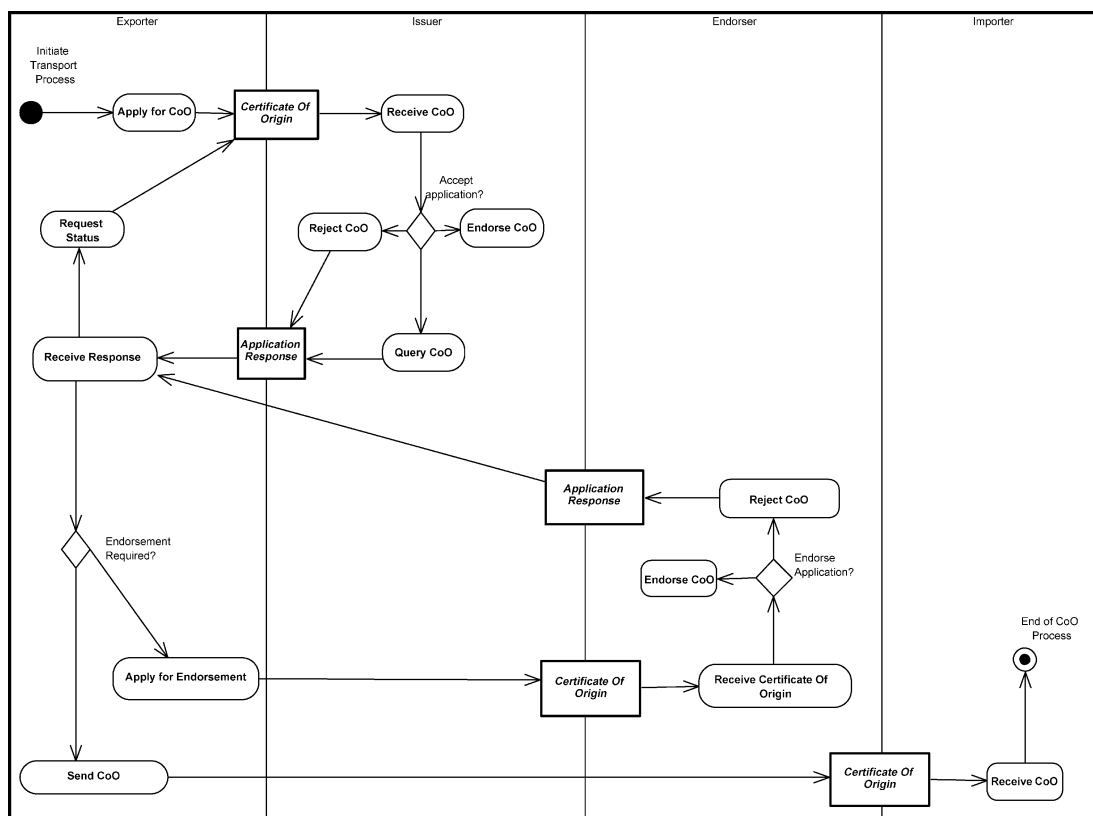 Exporter
Issuer
Endorser
Importer
Initiate
Transport
Process
Apply for CoO
Certificate Of
Origin
Receive CoO
Accept
application?
Request
Status
Reject CoO
Endorse CoO
Receive Response
Application
Response
Query CoO
Application
Response
Reject CoO
Endorsement
Required?
Endorse CoO
Endorse
Application?
End of CoO
Process
Apply for Endorsement
Certificate Of
Origin
Receive Certificate Of
Origin
Send CoO
Certificate Of
Origin
Receive CoO